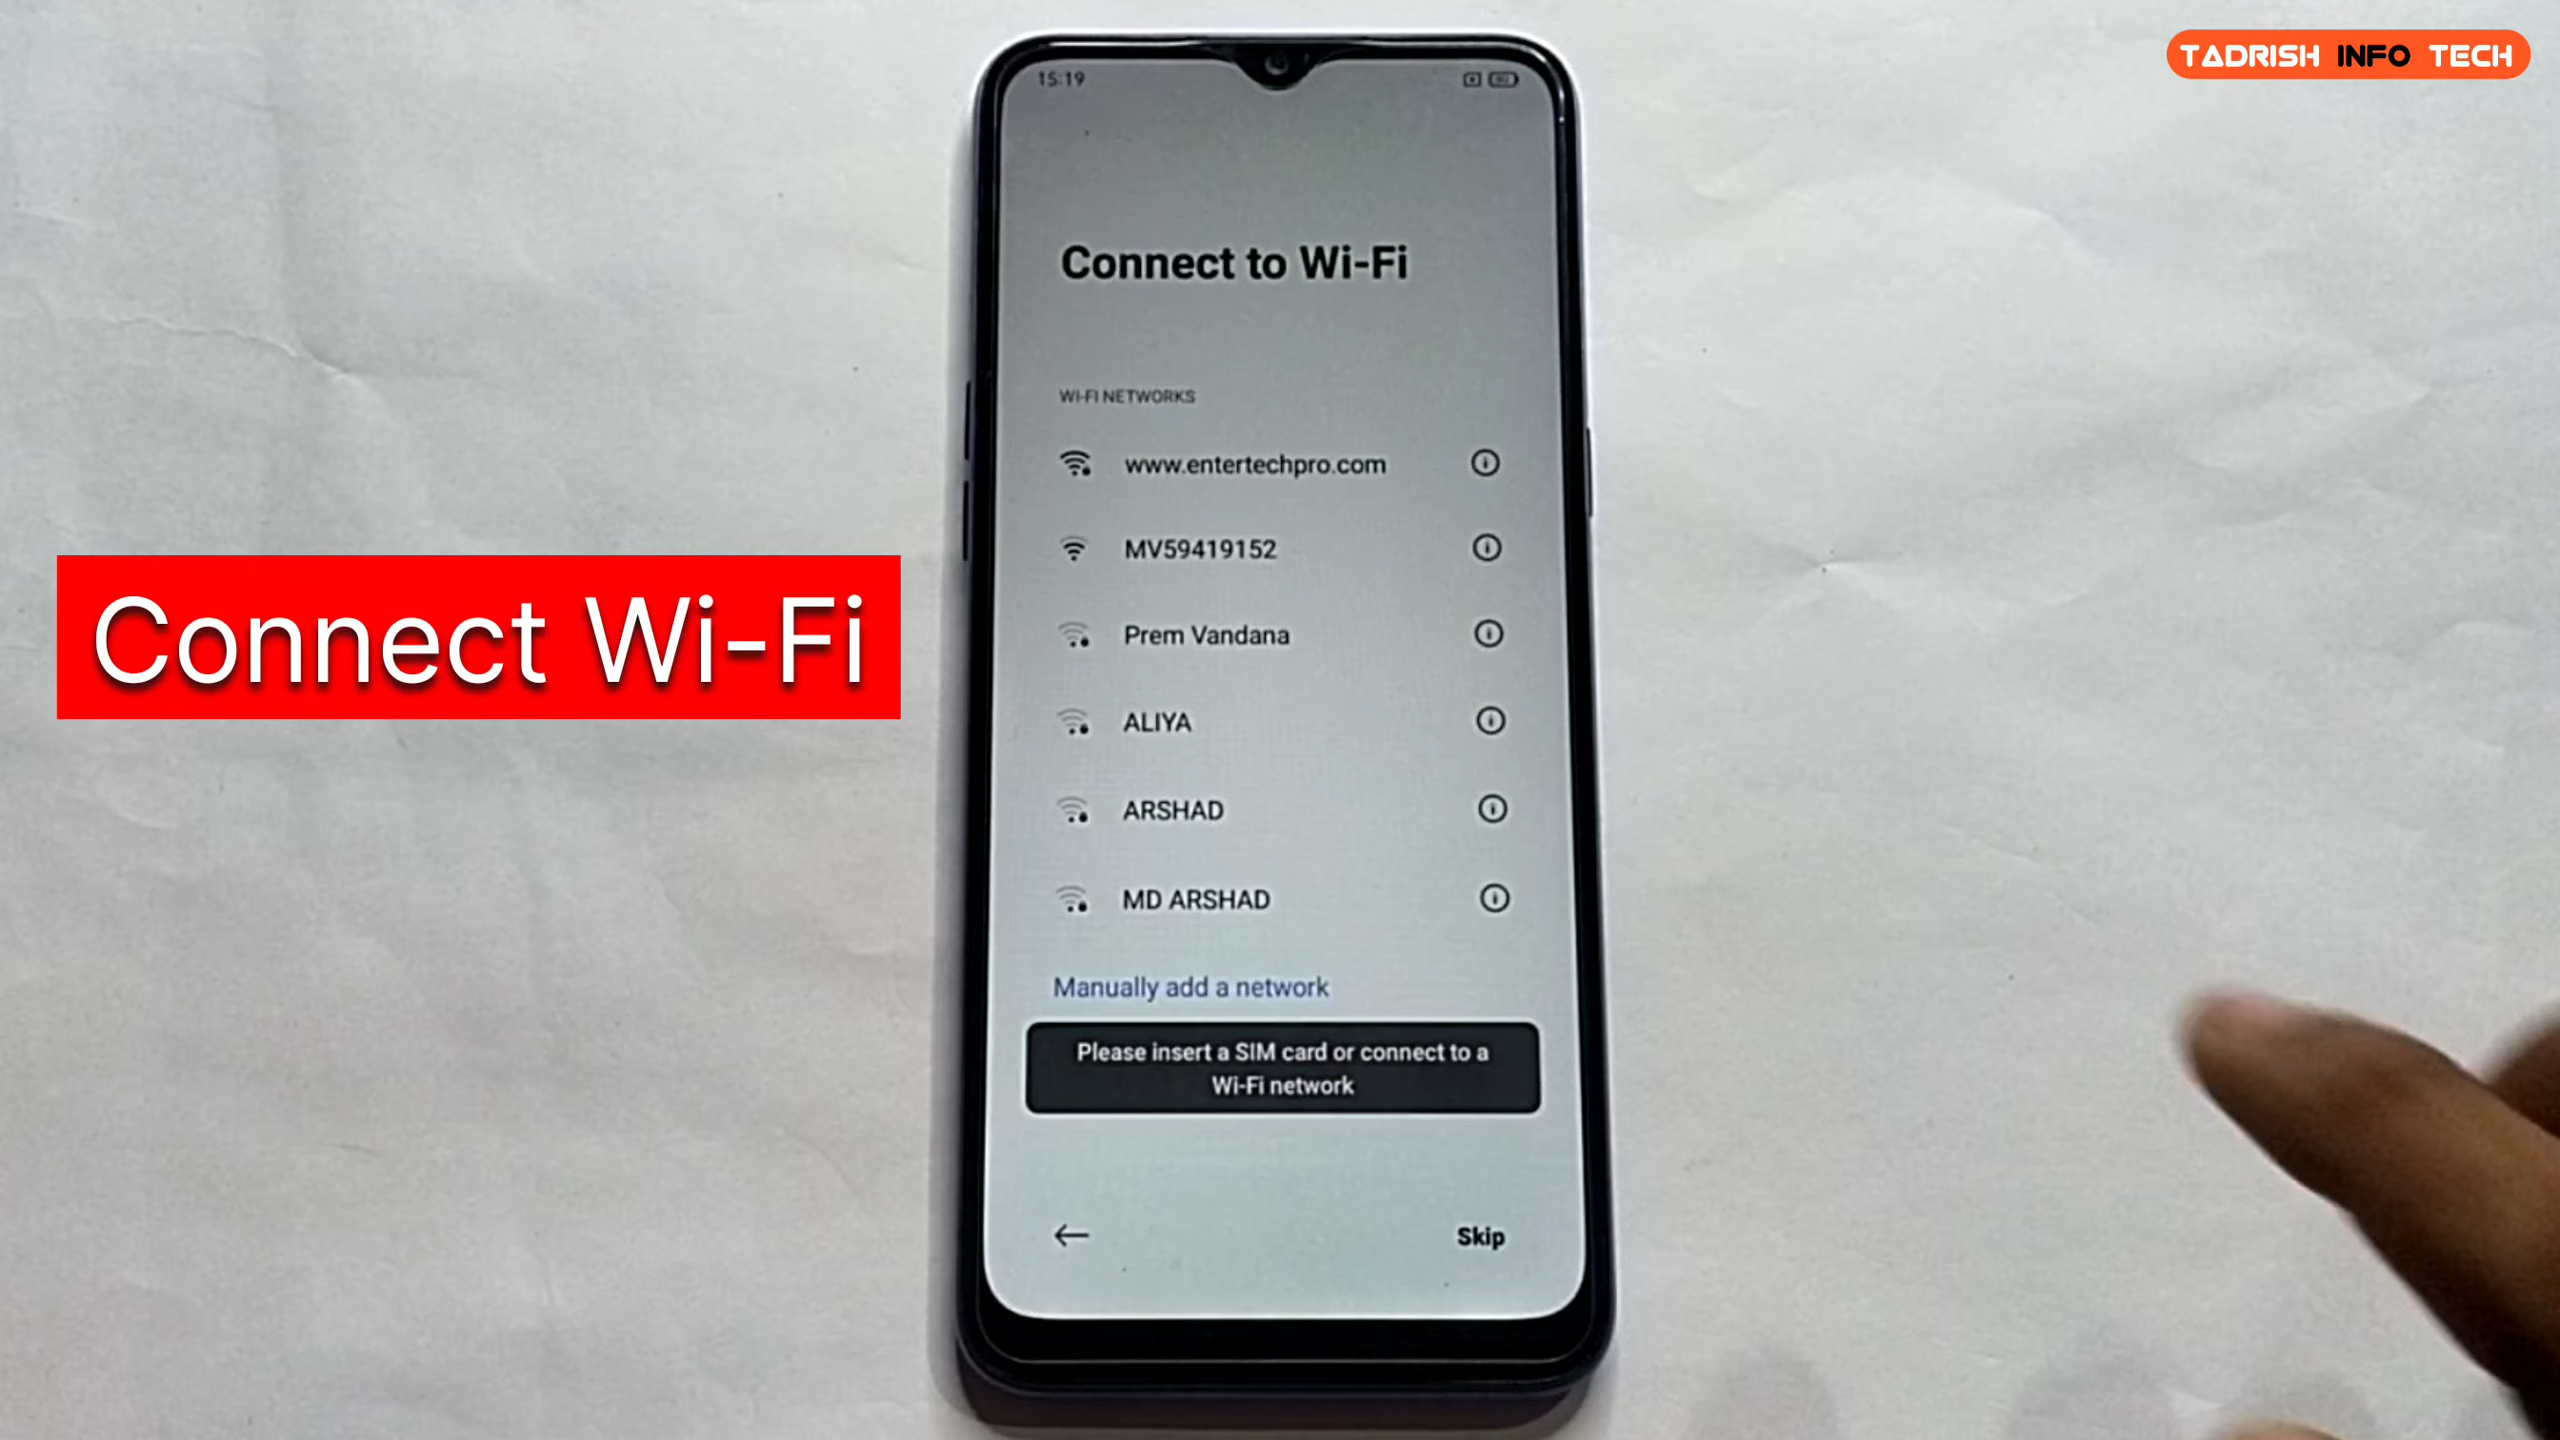 TADRISH INFO TECH
15:19
Connect to Wi-Fi
WI-FI NETWORKS
www.entertechpro.com
MV59419152
Prem Vandana
ALIYA
ARSHAD
MD ARSHAD
Manually add a network
Please insert a SIM card or connect to a
Wi-Fi network
Skip
Connect Wi-Fi